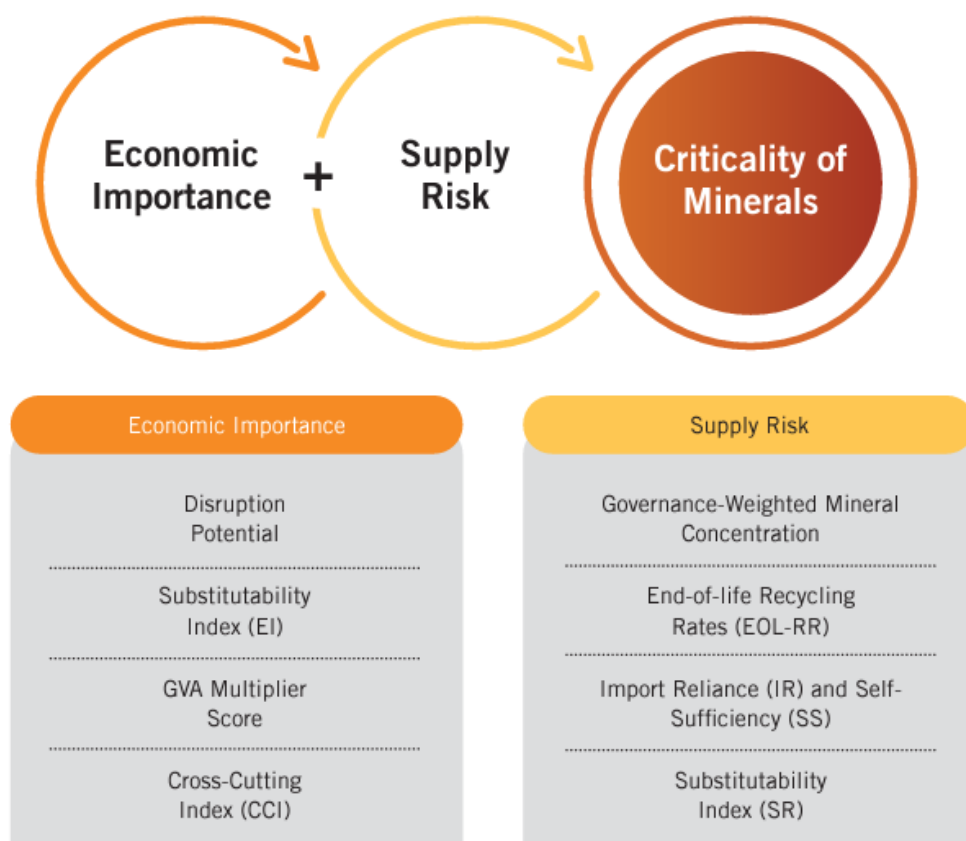 Economic
Importance
+
Supply
Risk
Criticality of
Minerals
Economic Importance
Disruption
Potential
Substitutability
Index (EI)
GVA Multiplier
Score
Cross-Cutting
Index (CCI)
Supply Risk
Governance-Weighted Mineral
Concentration
End-of-life Recycling
Rates (EOL-RR)
Import Reliance (IR) and Self-
Sufficiency (SS)
Substitutability
Index (SR)